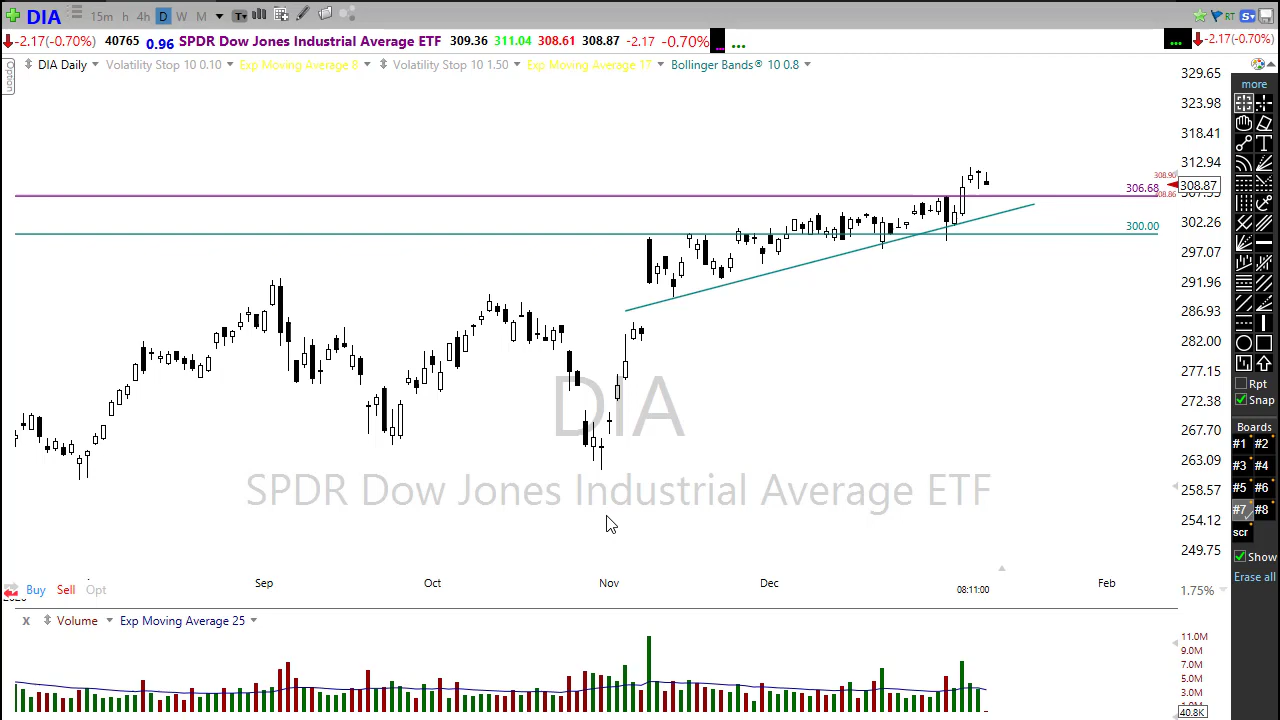 DIA 15m h 4h D W M T RT S
-2.17(-0.70%) 40765 0.96 SPDR Dow Jones Industrial Average ETF 309.36 311.04 308.61 308.87 -2.17 -0.70% ... ... -2.17(-0.70%)
Option
DIA Daily Volatility Stop 10 0.10 Exp Moving Average 8 Volatility Stop 10 1.50 Exp Moving Average 17 Bollinger Bands® 10 0.8
329.65
323.98
318.41
312.94
308.90
306.68
308.87
308.86
302.26
300.00
297.07
291.96
286.93
282.00
277.15
272.38
267.70
263.09
258.57
254.12
249.75
DIA
SPDR Dow Jones Industrial Average ETF
more
Rpt
Snap
Boards
#1 #2
#3 #4
#5 #6
#7 #8
scr
Show
Erase all
Sep Oct Nov Dec 08:11:00 Feb
Buy Sell Opt
1.75%
x Volume Exp Moving Average 25
11.0M
9.0M
7.0M
5.0M
3.0M
40.8K